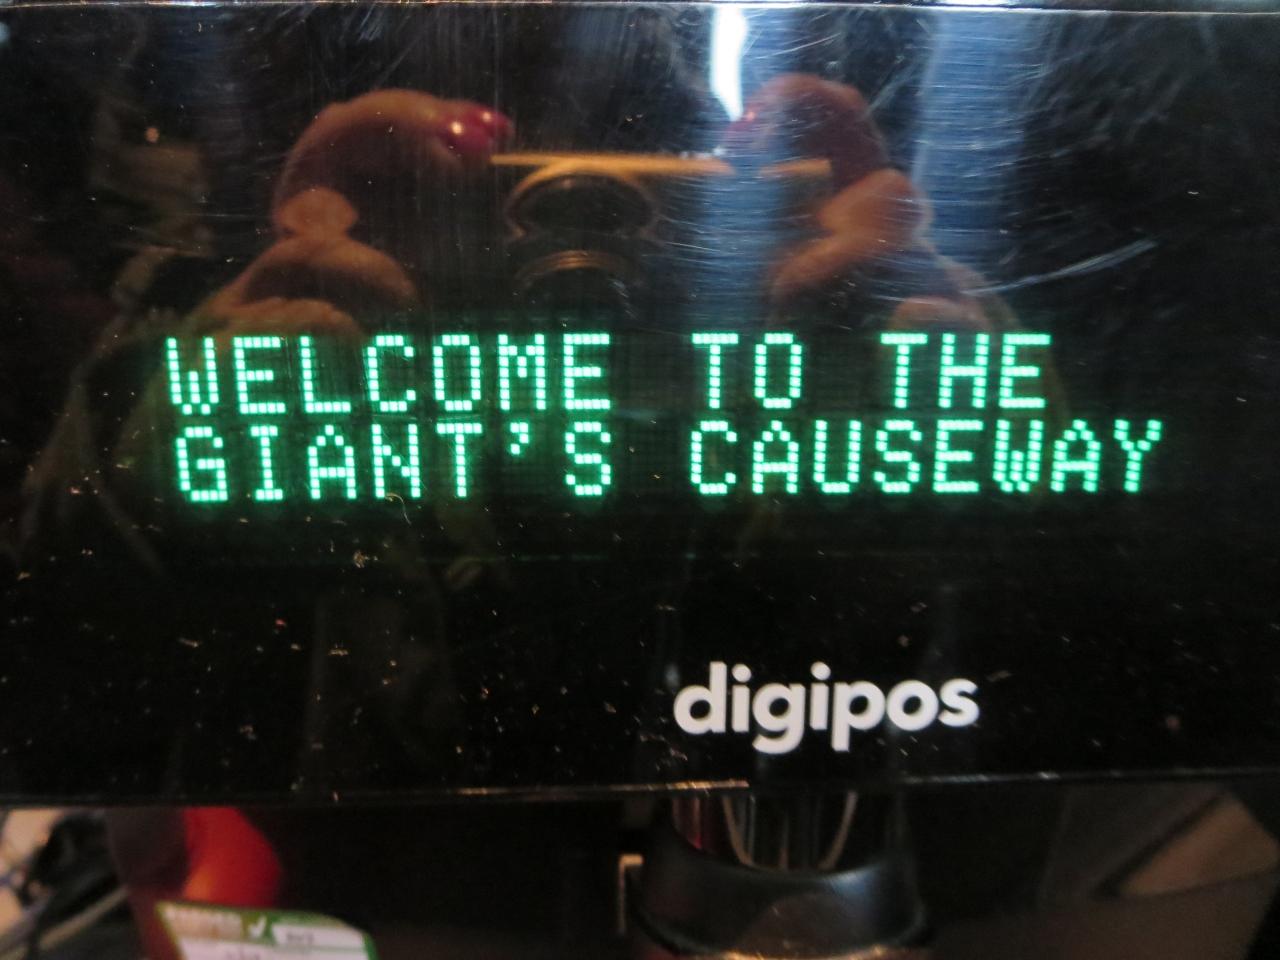 WELCOME TO THE
GIANT'S CAUSEWAY
digipos